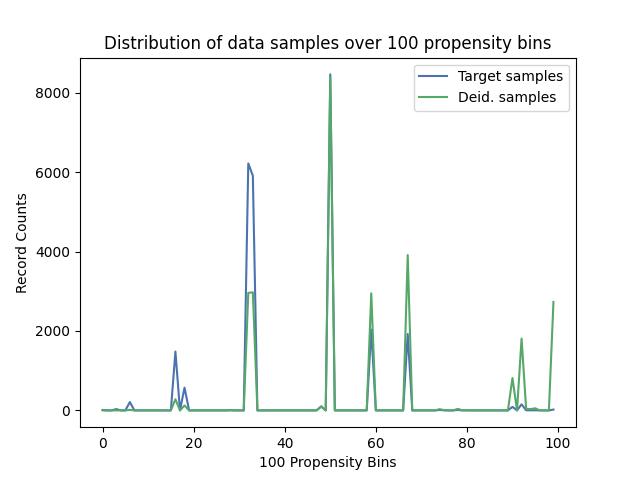 Distribution of data samples over 100 propensity bins
Target samples
Deid. samples
8000
6000
4000
2000
0
Record Counts
0 20 40 60 80 100
100 Propensity Bins